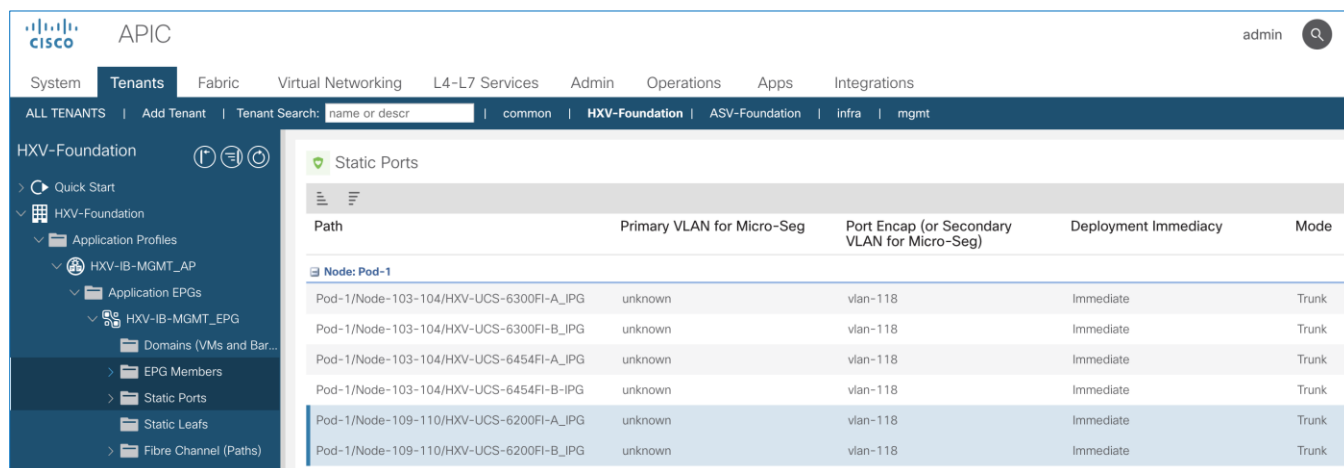 CISCO
APIC
admin
System Tenants Fabric Virtual Networking L4-L7 Services Admin Operations Apps Integrations
ALL TENANTS | Add Tenant | Tenant Search: name or descr | common | HXV-Foundation | ASV-Foundation | infra | mgmt
HXV-Foundation
Quick Start
HXV-Foundation
Application Profiles
HXV-IB-MGMT_AP
Application EPGs
HXV-IB-MGMT_EPG
Domains (VMs and Bar...
EPG Members
Static Ports
Static Leafs
Fibre Channel (Paths)
Static Ports
Path Primary VLAN for Micro-Seg Port Encap (or Secondary VLAN for Micro-Seg) Deployment Immediacy Mode
Node: Pod-1
Pod-1/Node-103-104/HXV-UCS-6300FI-A_IPG unknown vlan-118 Immediate Trunk
Pod-1/Node-103-104/HXV-UCS-6300FI-B_IPG unknown vlan-118 Immediate Trunk
Pod-1/Node-103-104/HXV-UCS-6454FI-A_IPG unknown vlan-118 Immediate Trunk
Pod-1/Node-103-104/HXV-UCS-6454FI-B-IPG unknown vlan-118 Immediate Trunk
Pod-1/Node-109-110/HXV-UCS-6200FI-A_IPG unknown vlan-118 Immediate Trunk
Pod-1/Node-109-110/HXV-UCS-6200FI-B_IPG unknown vlan-118 Immediate Trunk